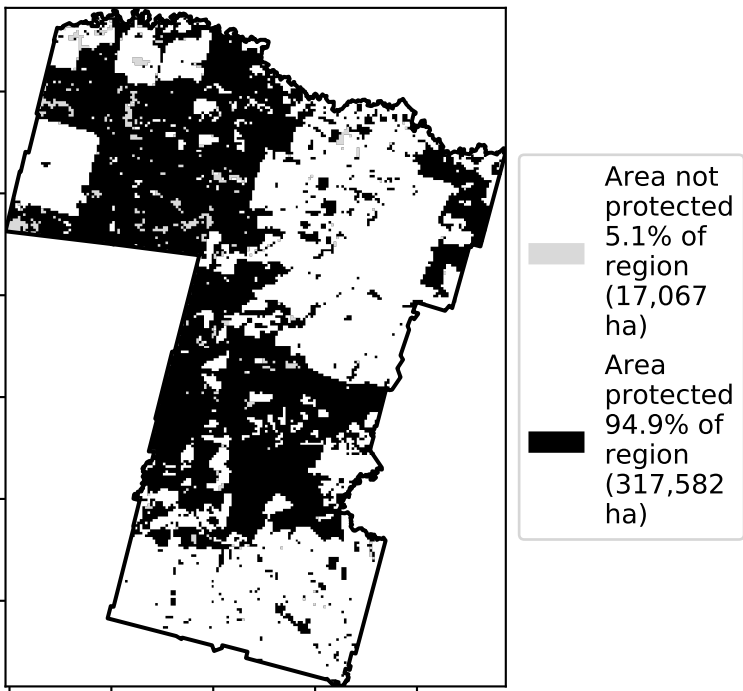 Area not
protected
5.1% of
region
(17,067
ha)
Area
protected
94.9% of
region
(317,582
ha)